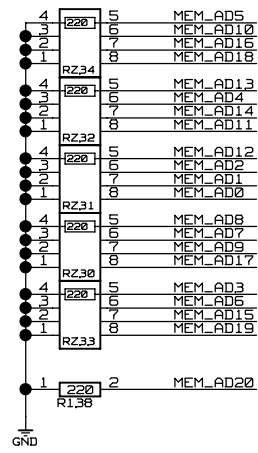 4 220 5 MEM_AD5
3 6 MEM_AD10
2 7 MEM_AD16
1 8 MEM_AD18
RZ34
4 220 5 MEM_AD13
3 6 MEM_AD4
2 7 MEM_AD14
1 8 MEM_AD11
RZ32
4 220 5 MEM_AD12
3 6 MEM_AD2
2 7 MEM_AD1
1 8 MEM_AD0
RZ31
4 220 5 MEM_AD8
3 6 MEM_AD7
2 7 MEM_AD9
1 8 MEM_AD17
RZ30
4 220 5 MEM_AD3
3 6 MEM_AD6
2 7 MEM_AD15
1 8 MEM_AD19
RZ33
1 220 2 MEM_AD20
R138
GND